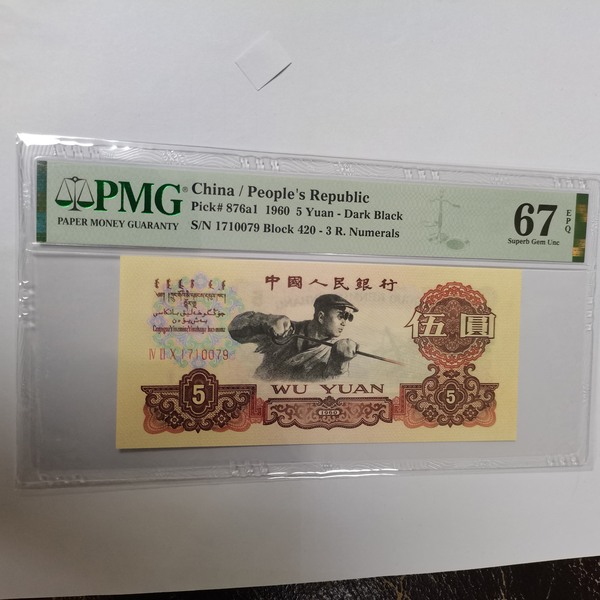 PMG®
PAPER MONEY GUARANTY
China / People's Republic
Pick# 876a1 1960 5 Yuan - Dark Black
S/N 1710079 Block 420 - 3 R. Numerals
67
EPQ
Superb Gem Unc
中國人民銀行
伍圓
Ⅳ Ⅱ Ⅹ 1710079
WU YUAN
5
1960
5